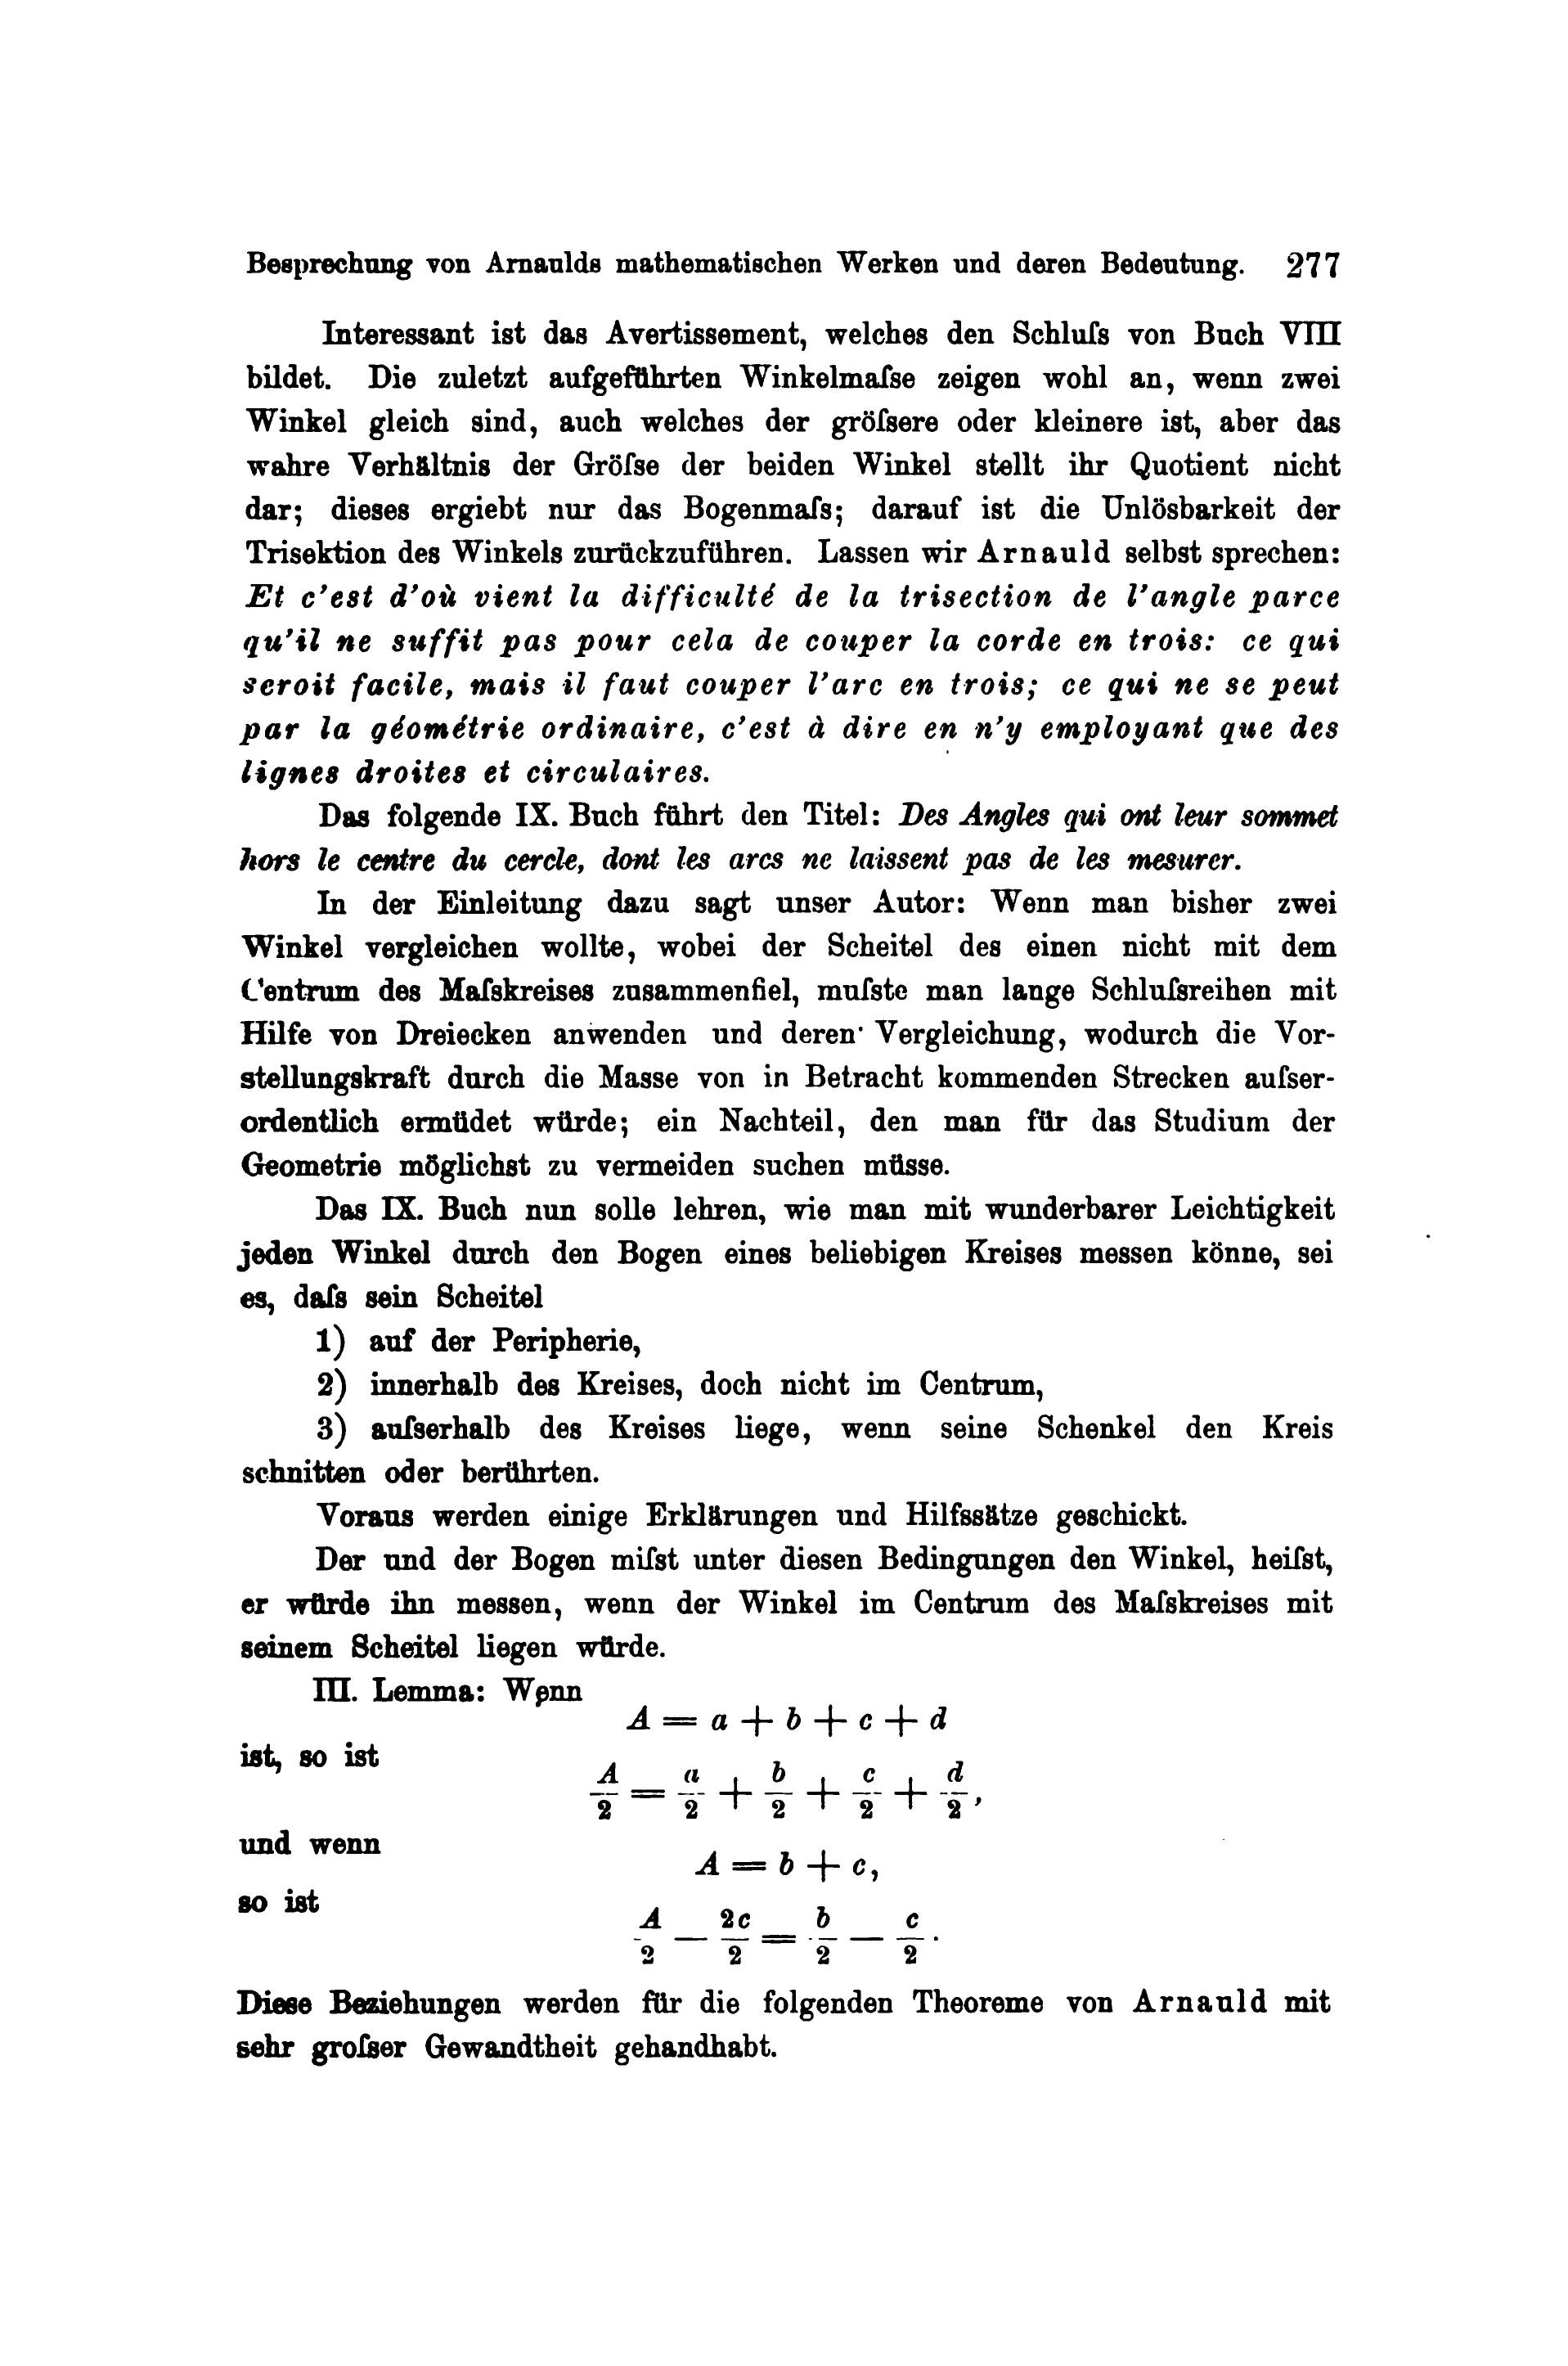 Besprechung von Arnaulds mathematischen Werken und deren Bedeutung. 277
Interessant ist das Avertissement, welches den Schluſs von Buch VIII
bildet. Die zuletzt aufgeführten Winkelmaſse zeigen wohl an, wenn zwei
Winkel gleich sind, auch welches der gröſsere oder kleinere ist, aber das
wahre Verhältnis der Gröſse der beiden Winkel stellt ihr Quotient nicht
dar; dieses ergiebt nur das Bogenmaſs; darauf ist die Unlösbarkeit der
Trisektion des Winkels zurückzuführen. Lassen wir Arnauld selbst sprechen:
Et c'est d'où vient la difficulté de la trisection de l'angle parce
qu'il ne suffit pas pour cela de couper la corde en trois: ce qui
seroit facile, mais il faut couper l'arc en trois; ce qui ne se peut
par la géométrie ordinaire, c'est à dire en n'y employant que des
lignes droites et circulaires.
Das folgende IX. Buch führt den Titel: Des Angles qui ont leur sommet
hors le centre du cercle, dont les arcs ne laissent pas de les mesurer.
In der Einleitung dazu sagt unser Autor: Wenn man bisher zwei
Winkel vergleichen wollte, wobei der Scheitel des einen nicht mit dem
Centrum des Maſskreises zusammenfiel, muſste man lange Schluſsreihen mit
Hilfe von Dreiecken anwenden und deren Vergleichung, wodurch die Vor-
stellungskraft durch die Masse von in Betracht kommenden Strecken auſser-
ordentlich ermüdet würde; ein Nachteil, den man für das Studium der
Geometrie möglichst zu vermeiden suchen müsse.
Das IX. Buch nun solle lehren, wie man mit wunderbarer Leichtigkeit
jeden Winkel durch den Bogen eines beliebigen Kreises messen könne, sei
es, daſs sein Scheitel
1) auf der Peripherie,
2) innerhalb des Kreises, doch nicht im Centrum,
3) auſserhalb des Kreises liege, wenn seine Schenkel den Kreis
schnitten oder berührten.
Voraus werden einige Erklärungen und Hilfssätze geschickt.
Der und der Bogen miſst unter diesen Bedingungen den Winkel, heiſst,
er würde ihn messen, wenn der Winkel im Centrum des Maſskreises mit
seinem Scheitel liegen würde.
III. Lemma: Wenn
A = a + b + c + d
ist, so ist
A/2 = a/2 + b/2 + c/2 + d/2,
und wenn
A = b + c,
so ist
A/2 — 2c/2 = b/2 — c/2.
Diese Beziehungen werden für die folgenden Theoreme von Arnauld mit
sehr groſser Gewandtheit gehandhabt.